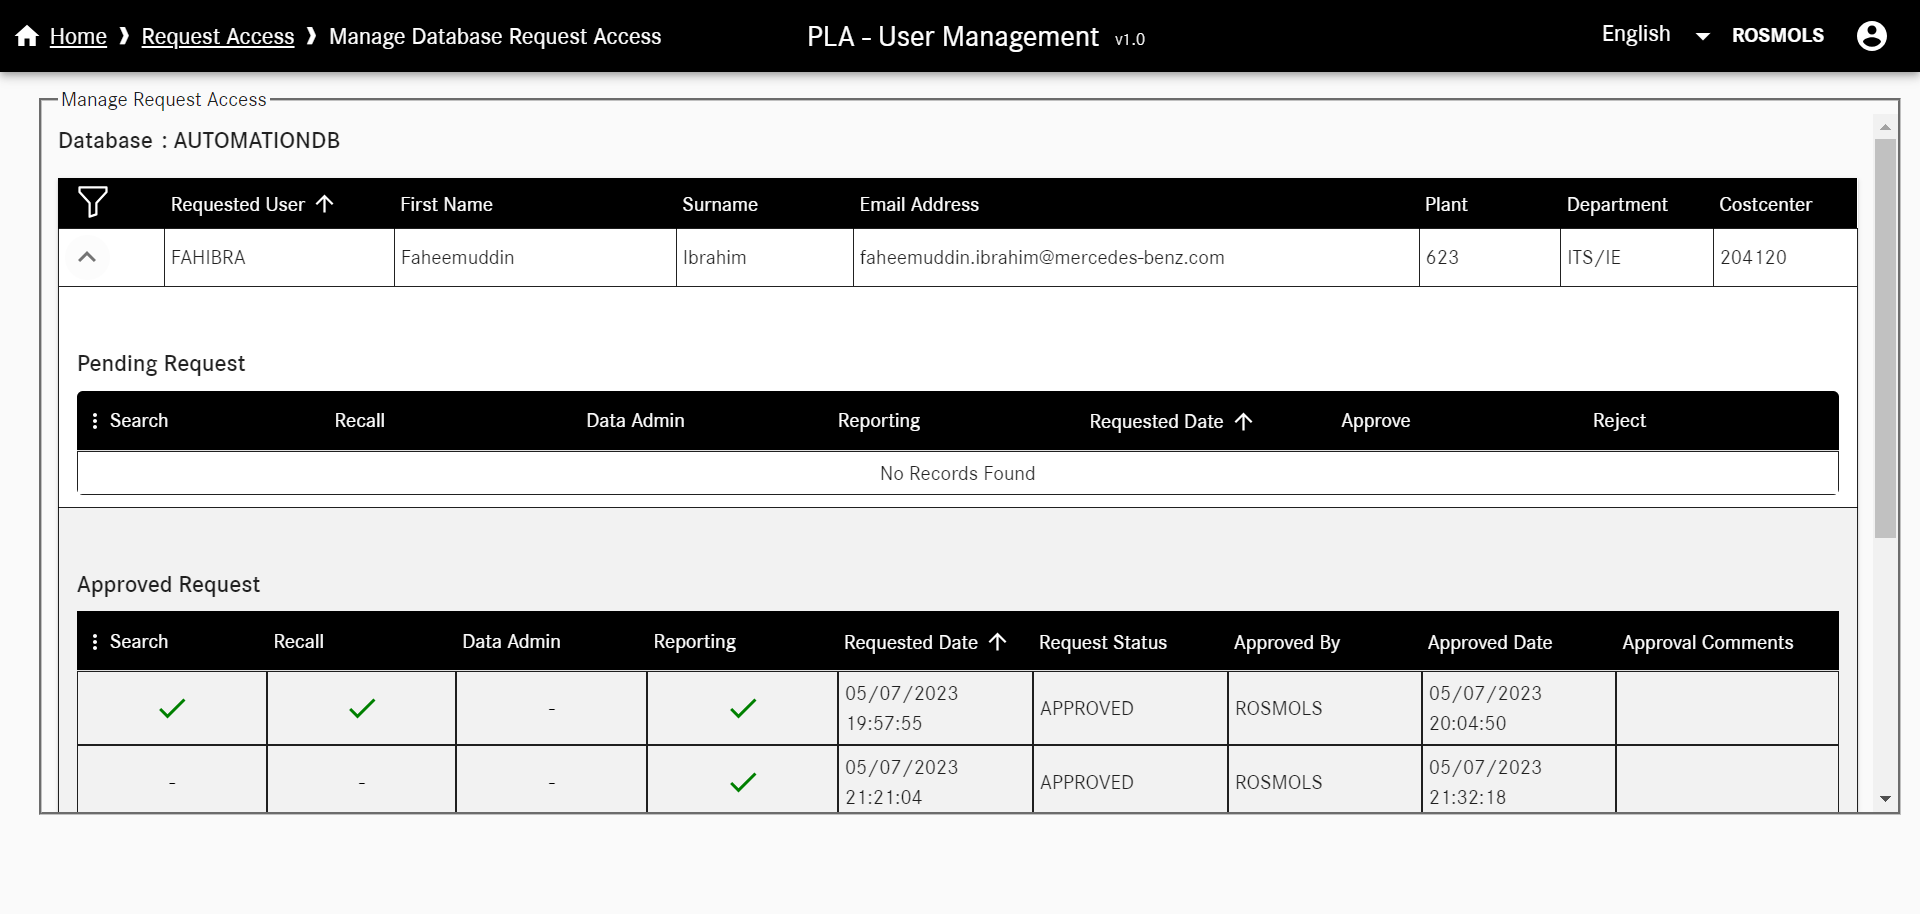 Home ❱ Request Access ❱ Manage Database Request Access
PLA - User Management v1.0
English ROSMOLS
Manage Request Access
Database : AUTOMATIONDB
Requested User First Name Surname Email Address Plant Department Costcenter
FAHIBRA Faheemuddin Ibrahim faheemuddin.ibrahim@mercedes-benz.com 623 ITS/IE 204120
Pending Request
Search Recall Data Admin Reporting Requested Date Approve Reject
No Records Found
Approved Request
Search Recall Data Admin Reporting Requested Date Request Status Approved By Approved Date Approval Comments
- 05/07/2023 19:57:55 APPROVED ROSMOLS 05/07/2023 20:04:50
- - - 05/07/2023 21:21:04 APPROVED ROSMOLS 05/07/2023 21:32:18